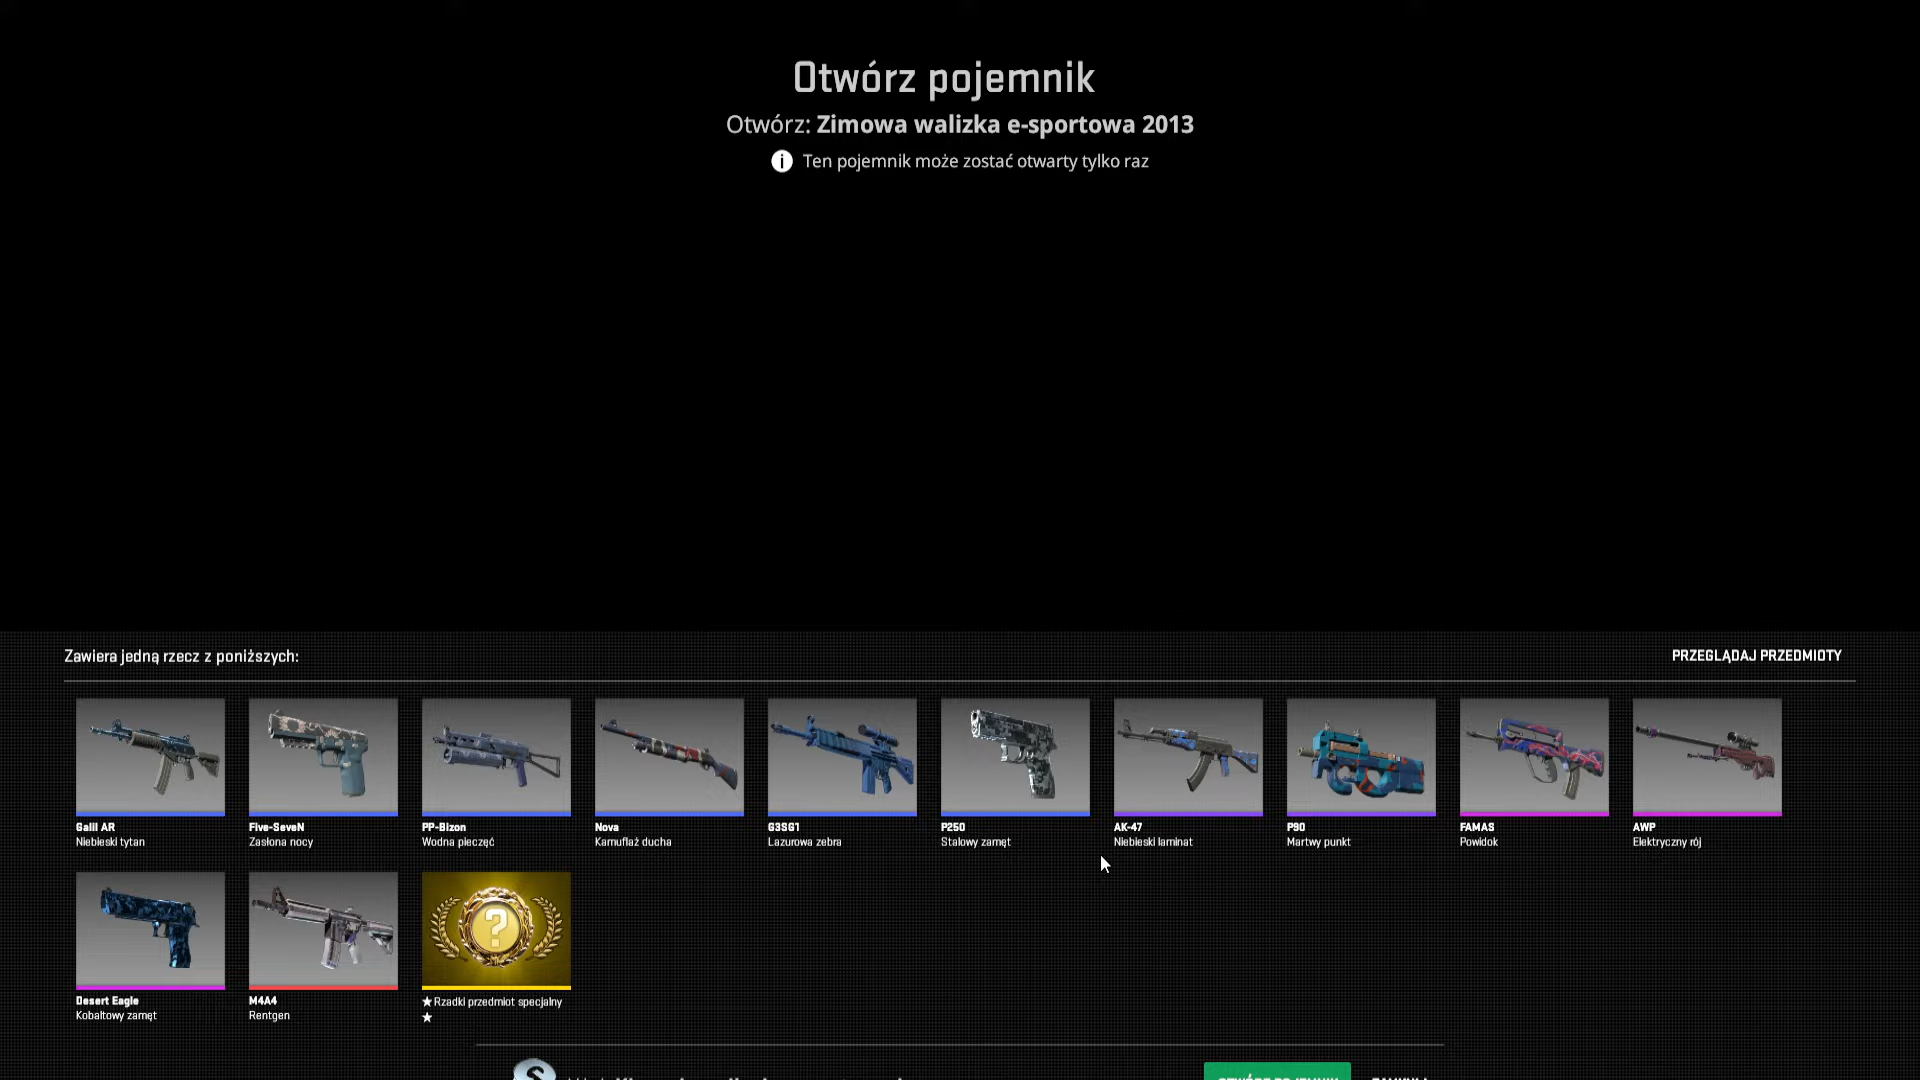 Otwórz pojemnik
Otwórz: Zimowa walizka e-sportowa 2013
i Ten pojemnik może zostać otwarty tylko raz
Zawiera jedną rzecz z poniższych:
PRZEGLĄDAJ PRZEDMIOTY
Galil AR
Niebieski tytan
Five-SeveN
Zasłona nocy
PP-Bizon
Wodna pieczęć
Nova
Kamuflaż ducha
G3SG1
Lazurowa zebra
P250
Stalowy zamęt
AK-47
Niebieski laminat
P90
Martwy punkt
FAMAS
Powidok
AWP
Elektryczny rój
Desert Eagle
Kobaltowy zamęt
M4A4
Rentgen
?
★ Rzadki przedmiot specjalny
★
S
OTWÓRZ POJEMNIK